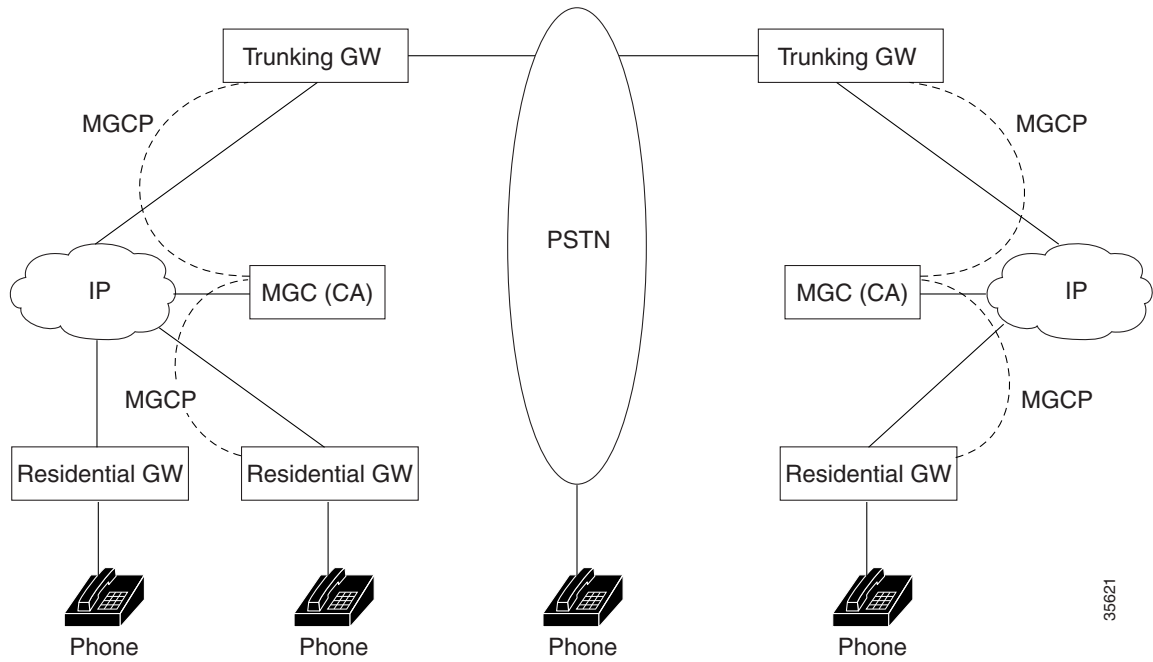 Trunking GW
Trunking GW
MGCP
MGCP
PSTN
IP
MGC (CA)
MGC (CA)
IP
MGCP
MGCP
Residential GW
Residential GW
Residential GW
35621
Phone
Phone
Phone
Phone